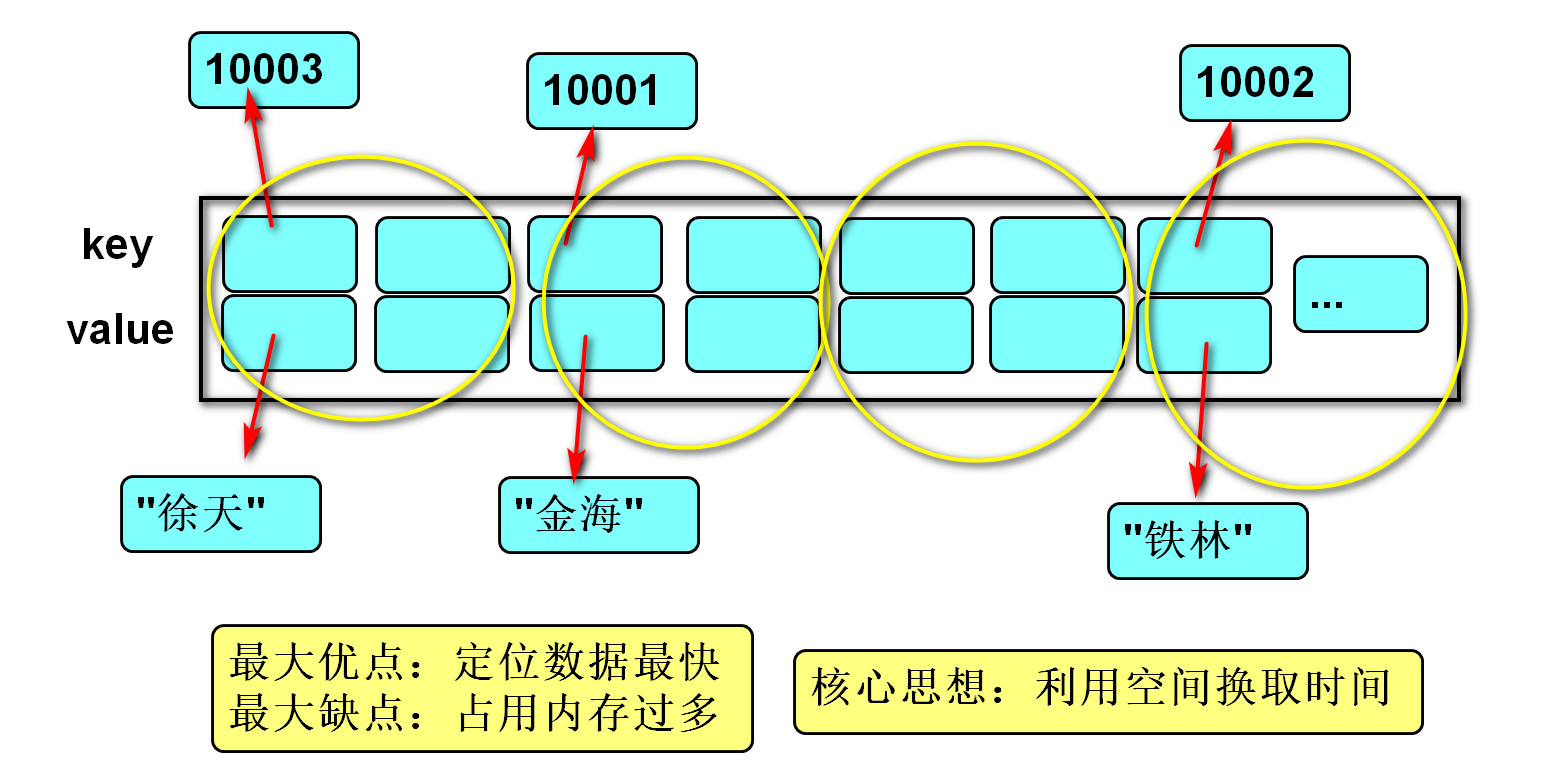 10003
10001
10002
key
value
...
"徐天"
"金海"
"铁林"
最大优点：定位数据最快
最大缺点：占用内存过多
核心思想：利用空间换取时间